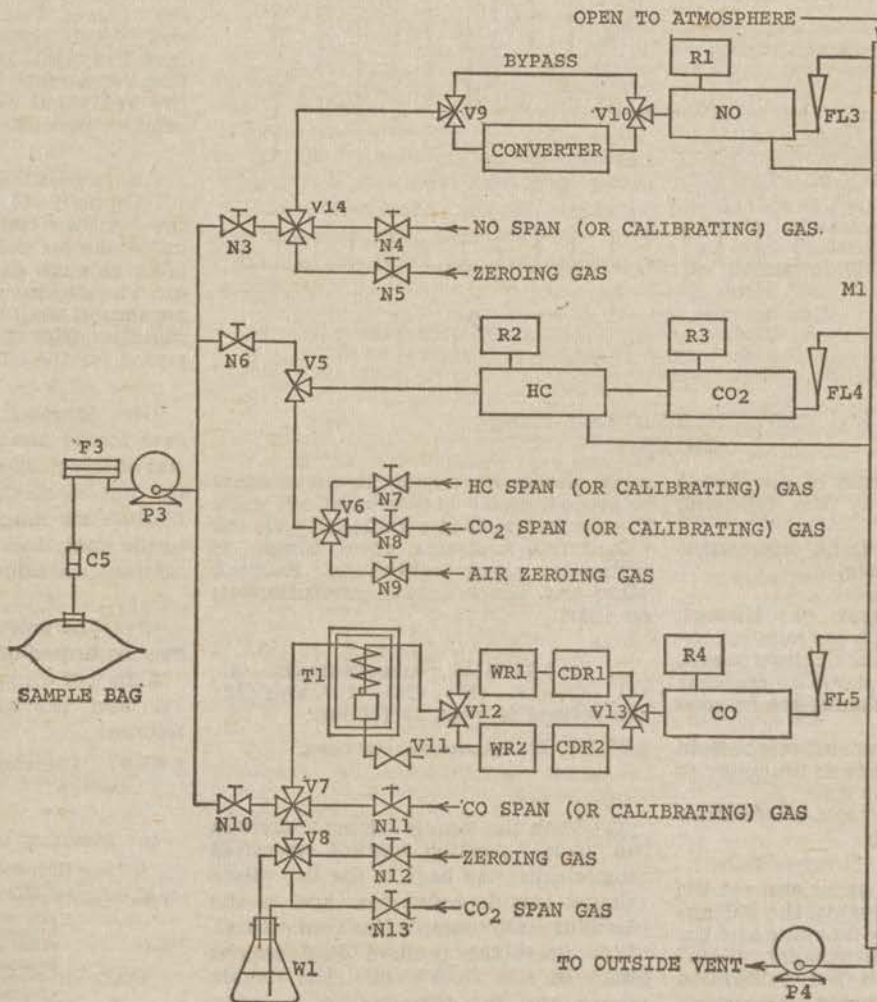 OPEN TO ATMOSPHERE
R1
BYPASS
V9
V10
NO
FL3
CONVERTER
V14
N3
N4
NO SPAN (OR CALIBRATING) GAS.
N5
ZEROING GAS
M1
R2
R3
N6
V5
HC
CO2
FL4
F3
P3
N7
HC SPAN (OR CALIBRATING) GAS
V6
N8
CO2 SPAN (OR CALIBRATING) GAS
N9
AIR ZEROING GAS
C5
SAMPLE BAG
T1
R4
WR1
CDR1
V12
V13
CO
FL5
WR2
CDR2
V11
V7
N10
N11
CO SPAN (OR CALIBRATING) GAS
V8
N12
ZEROING GAS
N13
CO2 SPAN GAS
W1
TO OUTSIDE VENT
P4